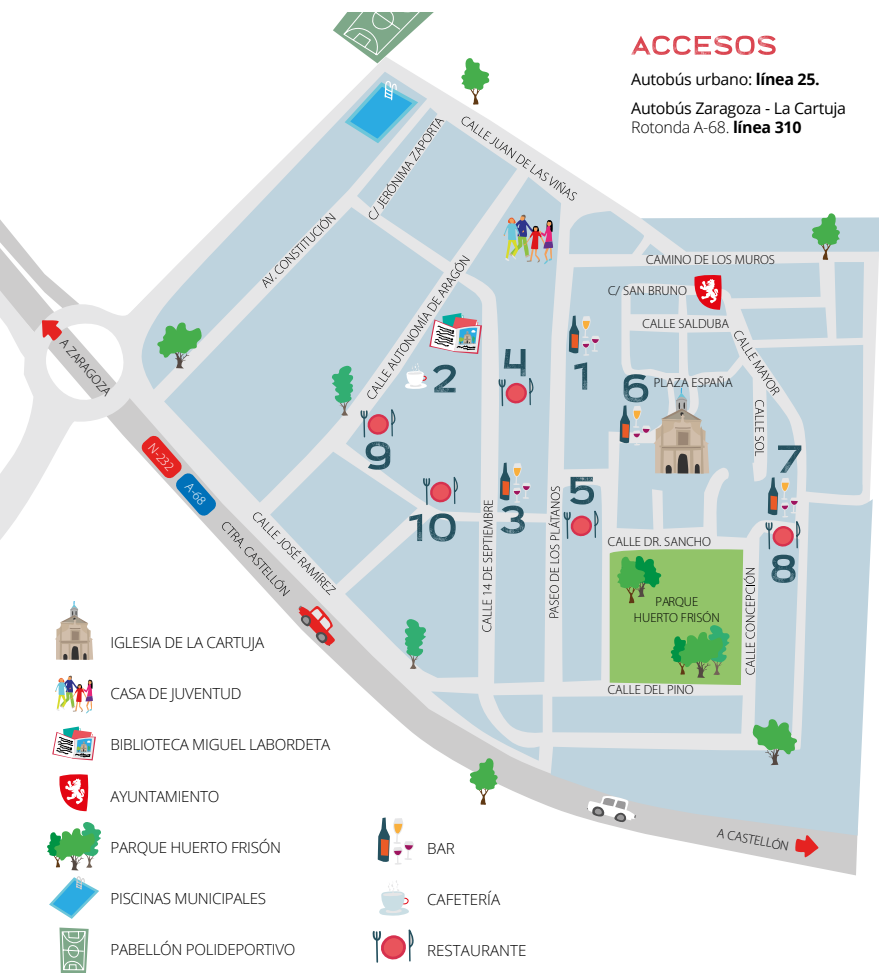 ACCESOS
Autobús urbano: línea 25.
Autobús Zaragoza - La Cartuja
Rotonda A-68. línea 310
CALLE JUAN DE LAS VIÑAS
C/ JERÓNIMA ZAPORTA
AV. CONSTITUCIÓN
CALLE AUTONOMÍA DE ARAGÓN
CAMINO DE LOS MUROS
C/ SAN BRUNO
CALLE SALDUBA
CALLE MAYOR
PLAZA ESPAÑA
CALLE SOL
A ZARAGOZA
N-232
A-68
CTRA. CASTELLÓN
CALLE JOSÉ RAMÍREZ
CALLE 14 DE SEPTIEMBRE
PASEO DE LOS PLÁTANOS
CALLE DR. SANCHO
PARQUE
HUERTO FRISÓN
CALLE CONCEPCIÓN
CALLE DEL PINO
A CASTELLÓN
1
2
3
4
5
6
7
8
9
10
IGLESIA DE LA CARTUJA
CASA DE JUVENTUD
BIBLIOTECA MIGUEL LABORDETA
AYUNTAMIENTO
PARQUE HUERTO FRISÓN
PISCINAS MUNICIPALES
PABELLÓN POLIDEPORTIVO
BAR
CAFETERÍA
RESTAURANTE